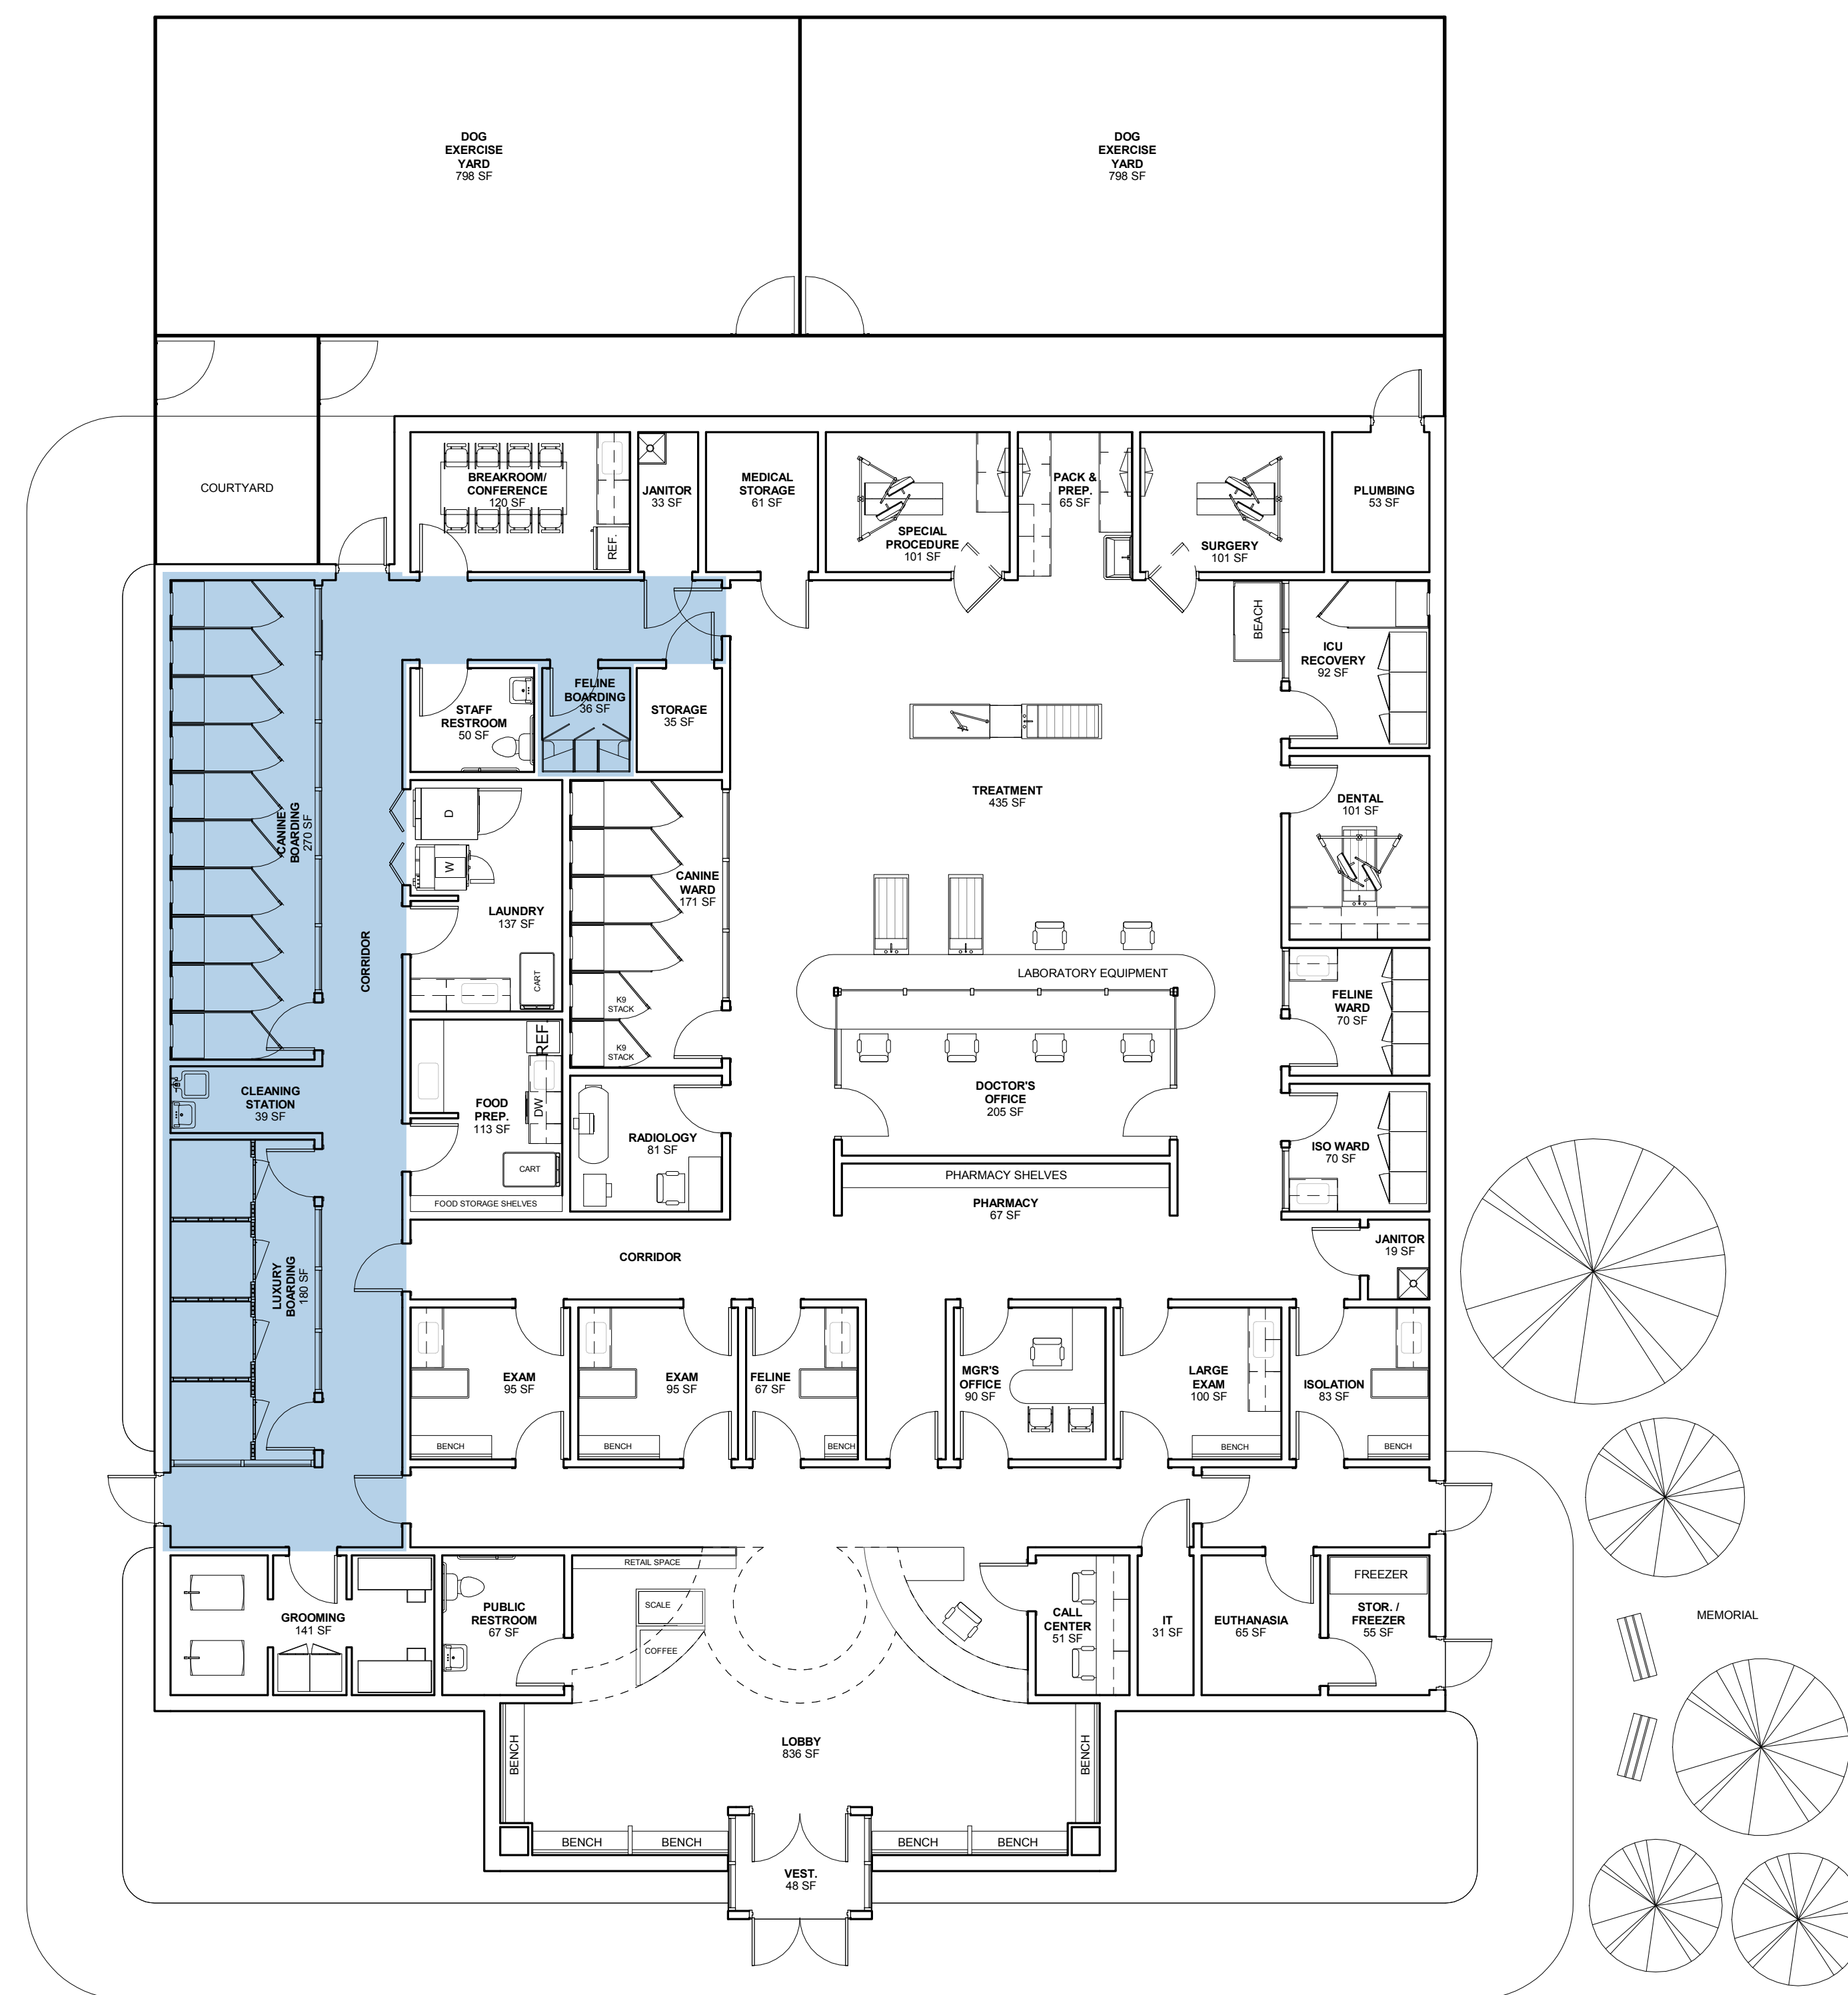 DOG
EXERCISE
YARD
798 SF
DOG
EXERCISE
YARD
798 SF
COURTYARD
BREAKROOM/
CONFERENCE
120 SF
REF.
JANITOR
33 SF
MEDICAL
STORAGE
61 SF
SPECIAL
PROCEDURE
101 SF
PACK &
PREP.
65 SF
SURGERY
101 SF
PLUMBING
53 SF
BEACH
ICU
RECOVERY
92 SF
STAFF
RESTROOM
50 SF
FELINE
BOARDING
36 SF
STORAGE
35 SF
TREATMENT
435 SF
DENTAL
101 SF
CANINE
BOARDING
270 SF
CORRIDOR
D
W
LAUNDRY
137 SF
CART
CANINE
WARD
171 SF
K9
STACK
K9
STACK
LABORATORY EQUIPMENT
FELINE
WARD
70 SF
CLEANING
STATION
39 SF
FOOD
PREP.
113 SF
REF
DW
CART
FOOD STORAGE SHELVES
RADIOLOGY
81 SF
DOCTOR'S
OFFICE
205 SF
ISO WARD
70 SF
PHARMACY SHELVES
PHARMACY
67 SF
JANITOR
19 SF
LUXURY
BOARDING
180 SF
CORRIDOR
EXAM
95 SF
BENCH
EXAM
95 SF
BENCH
FELINE
67 SF
BENCH
MGR'S
OFFICE
90 SF
LARGE
EXAM
100 SF
BENCH
ISOLATION
83 SF
BENCH
GROOMING
141 SF
PUBLIC
RESTROOM
67 SF
RETAIL SPACE
SCALE
COFFEE
CALL
CENTER
51 SF
IT
31 SF
EUTHANASIA
65 SF
FREEZER
STOR. /
FREEZER
55 SF
MEMORIAL
LOBBY
836 SF
BENCH
BENCH
BENCH
BENCH
BENCH
BENCH
VEST.
48 SF